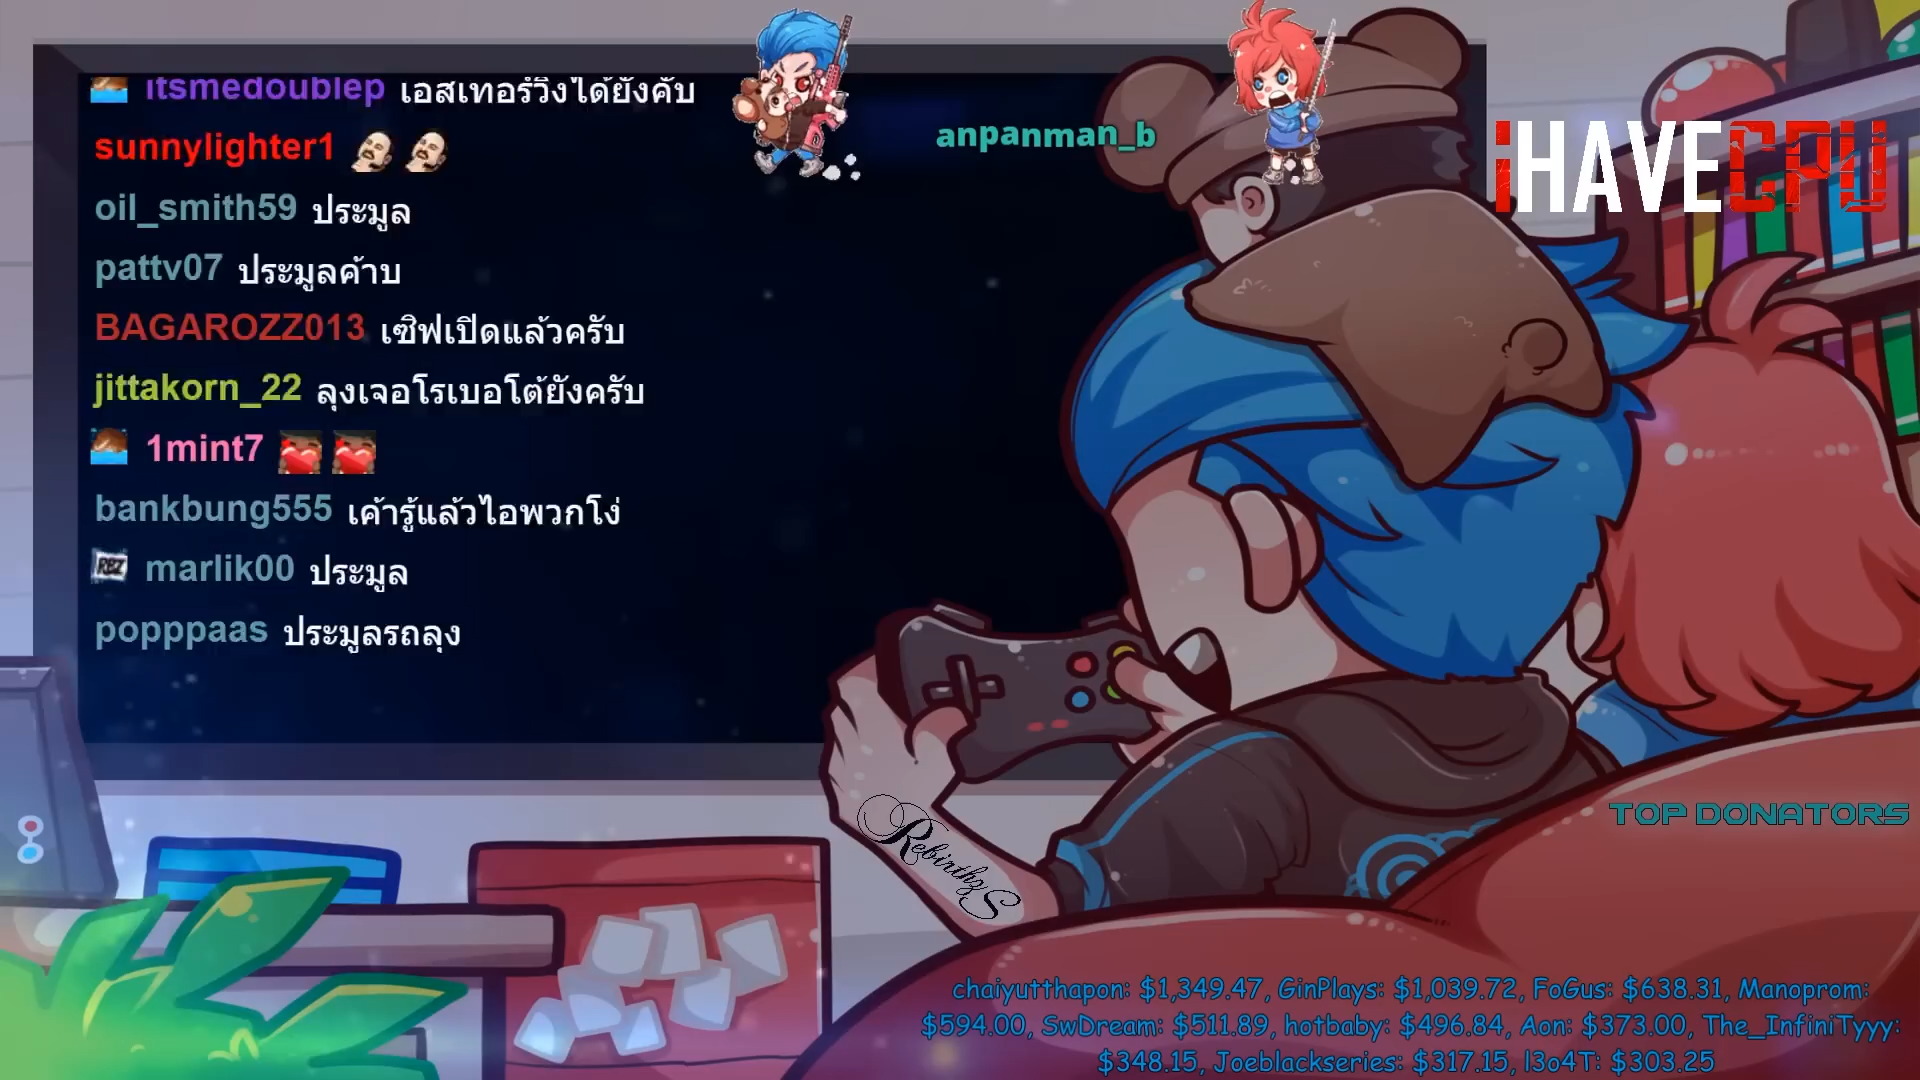 itsmedoublep เอสเทอร์วิ่งได้ยังคับ
sunnylighter1
oil_smith59 ประมูล
pattv07 ประมูลค้าบ
BAGAROZZ013 เซิฟเปิดแล้วครับ
jittakorn_22 ลุงเจอโรเบอโต้ยังครับ
1mint7
bankbung555 เค้ารู้แล้วไอพวกโง่
RBZ marlik00 ประมูล
popppaas ประมูลรถลุง
anpanman_b
iHAVECPU
RebirthzS
TOP DONATORS
chaiyutthapon: $1,349.47, GinPlays: $1,039.72, FoGus: $638.31, Manoprom:
$594.00, SwDream: $511.89, hotbaby: $496.84, Aon: $373.00, The_InfiniTyyy:
$348.15, Joeblackseries: $317.15, l3o4T: $303.25